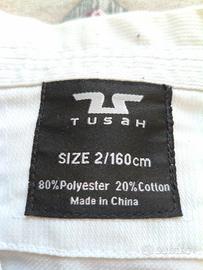 TUSAH
SIZE 2/160cm
80%Polyester 20%Cotton
Made in China